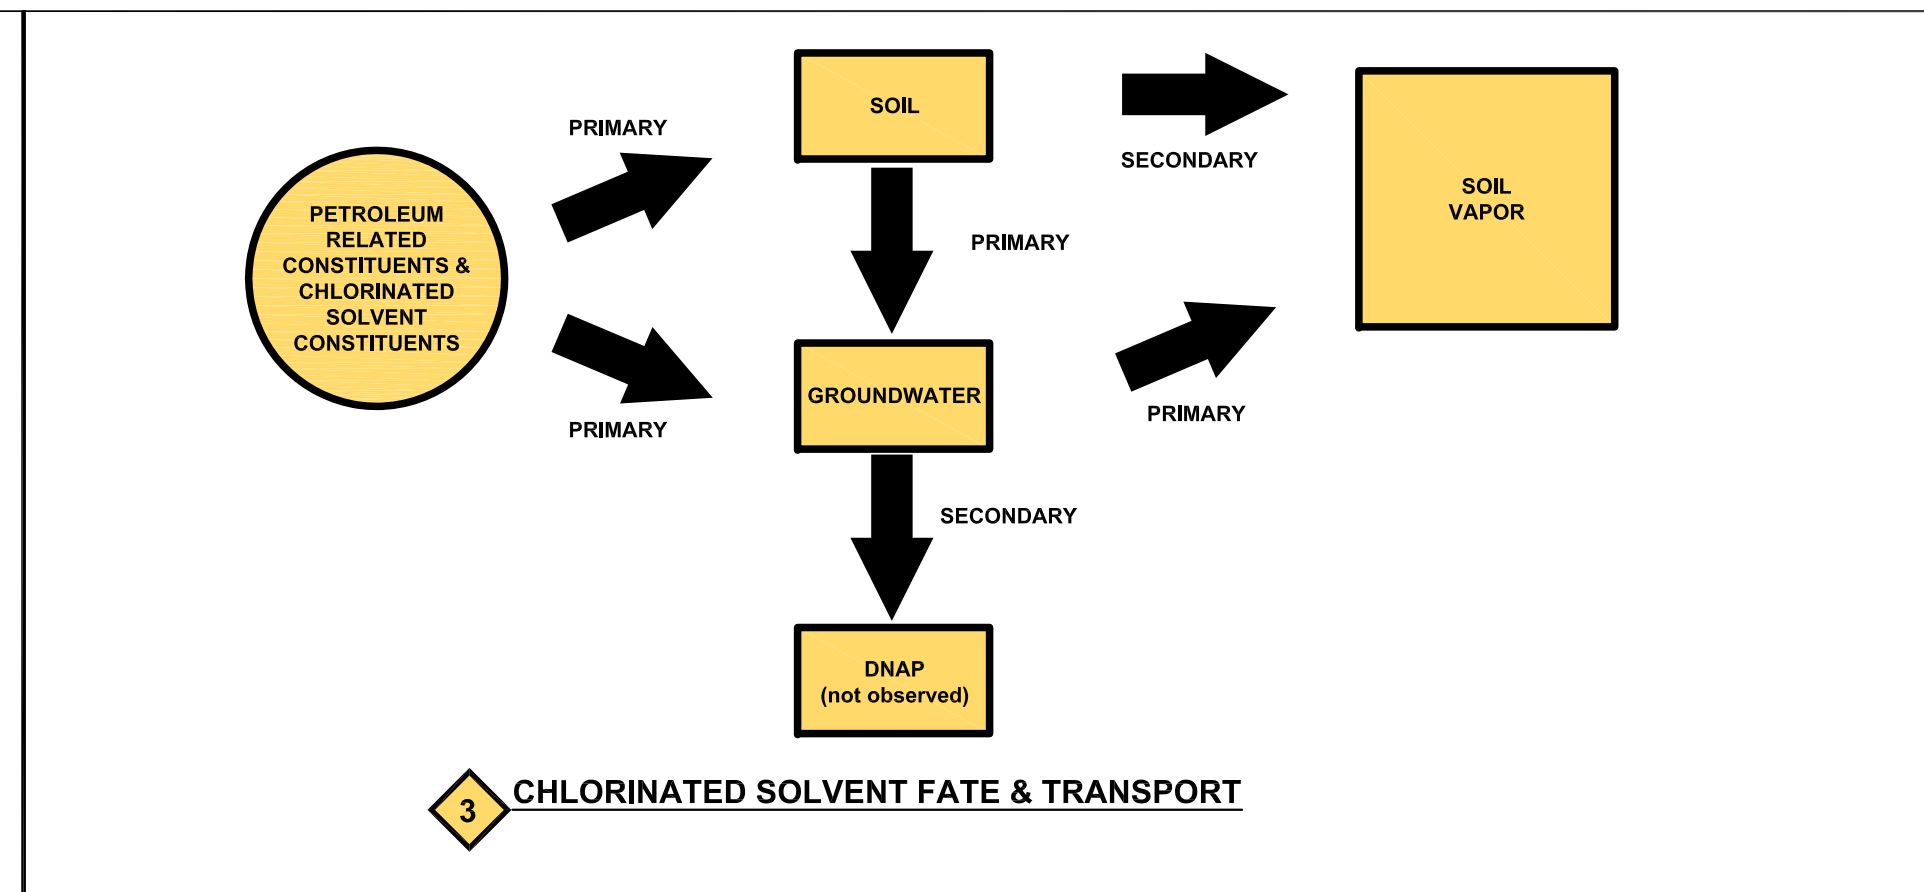 PRIMARY
SOIL
SECONDARY
SOIL
VAPOR
PETROLEUM
RELATED
CONSTITUENTS &
CHLORINATED
SOLVENT
CONSTITUENTS
PRIMARY
PRIMARY
GROUNDWATER
PRIMARY
SECONDARY
DNAP
(not observed)
3
CHLORINATED SOLVENT FATE & TRANSPORT